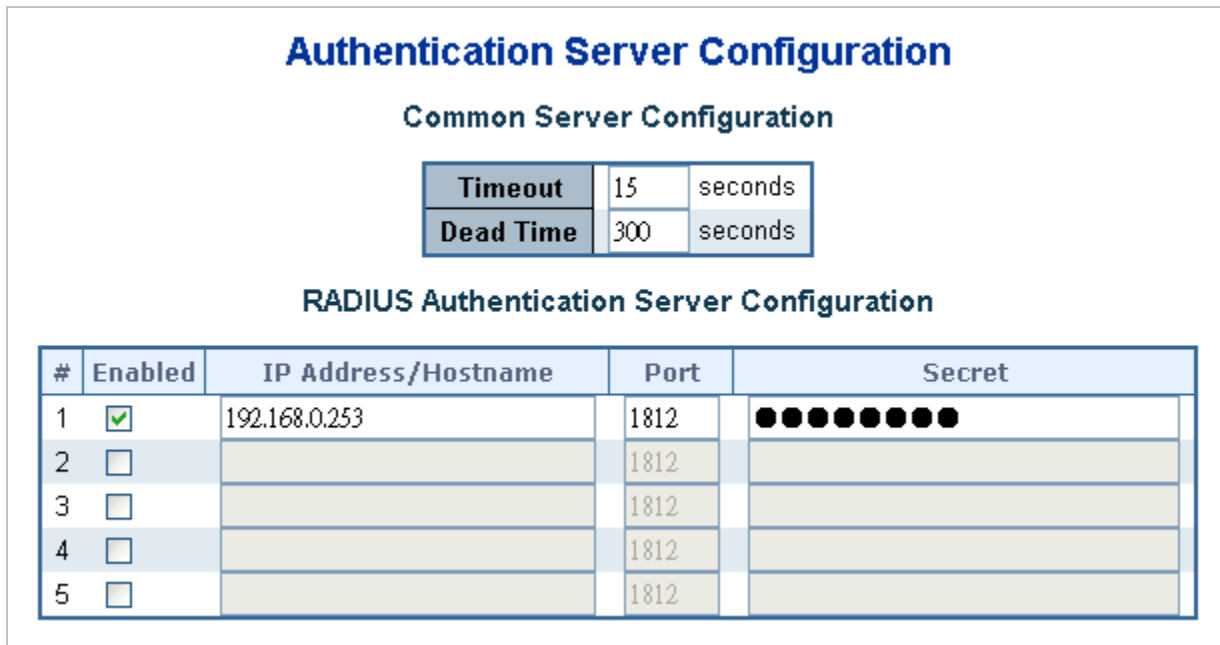 Authentication Server Configuration
Common Server Configuration
Timeout 15 seconds
Dead Time 300 seconds
RADIUS Authentication Server Configuration
# Enabled IP Address/Hostname Port Secret
1 192.168.0.253 1812 ●●●●●●●●
2 1812
3 1812
4 1812
5 1812